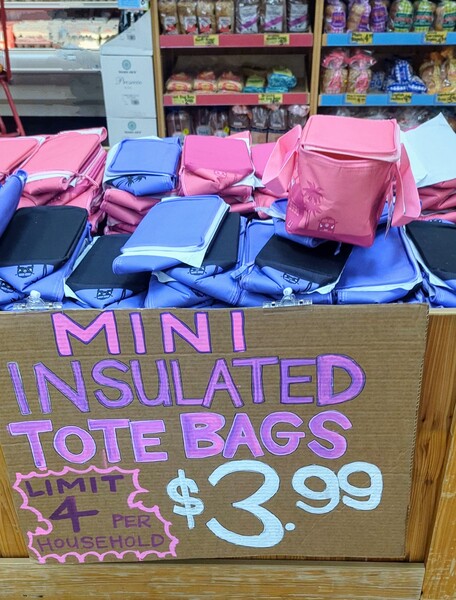 MINI
INSULATED
TOTE BAGS
$3.99
LIMIT
4 PER
HOUSEHOLD